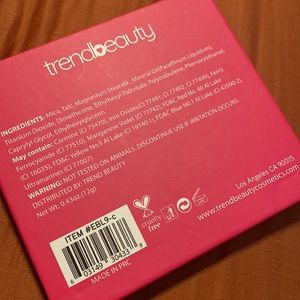 trendbeauty
INGREDIENTS: Mica, Talc, Magnesium Stearate, Mineral Oil(Paraffinum Liquidum),
Titanium Dioxide, Dimethicone, Ethylhexyl Palmitate, Polyisobutene, Phenoxyethanol,
Caprylyl Glycol, Ethylhexylglycerin.
May contain: Carmine (CI 75470), Iron Oxides(CI 77491, CI 77492, CI 77499), Ferric
Ferrocyanide (CI 77510), Manganese Violet(CI 77742), FD&C Red No. 40 Al Lake
(CI 16035), FD&C Yellow No.5 Al Lake (CI 19140), FD&C Blue No.1 Al Lake (CI 42090:2),
Ultramarines (CI 77007).
WARNING: NOT TESTED ON ANIMALS. DISCONTINUE USE IF IRRITATION OCCURS.
DISTRIBUTED BY: TREND BEAUTY
Net Wt. 0.43oz.(12g)
ITEM #EBL9-c
6 03149 30433 8
cruelty
free
Los Angeles CA 90015
www.trendbeautycosmetics.com
MADE IN PRC